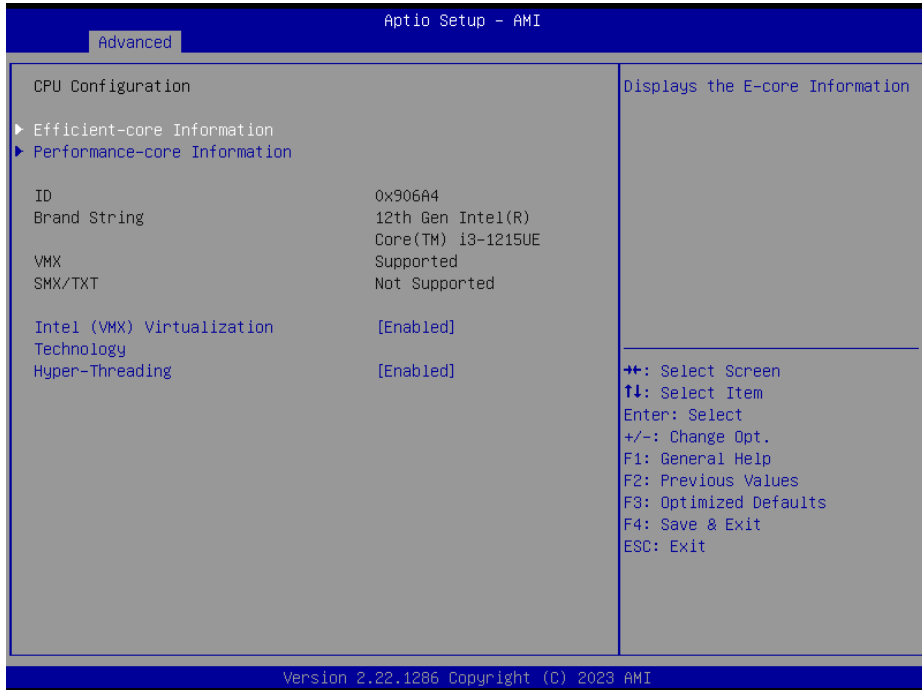 Aptio Setup – AMI
Advanced
CPU Configuration
▶ Efficient-core Information
▶ Performance-core Information
ID 0x906A4
Brand String 12th Gen Intel(R)
Core(TM) i3-1215UE
VMX Supported
SMX/TXT Not Supported
Intel (VMX) Virtualization [Enabled]
Technology
Hyper-Threading [Enabled]
Displays the E-core Information
→←: Select Screen
↑↓: Select Item
Enter: Select
+/-: Change Opt.
F1: General Help
F2: Previous Values
F3: Optimized Defaults
F4: Save & Exit
ESC: Exit
Version 2.22.1286 Copyright (C) 2023 AMI